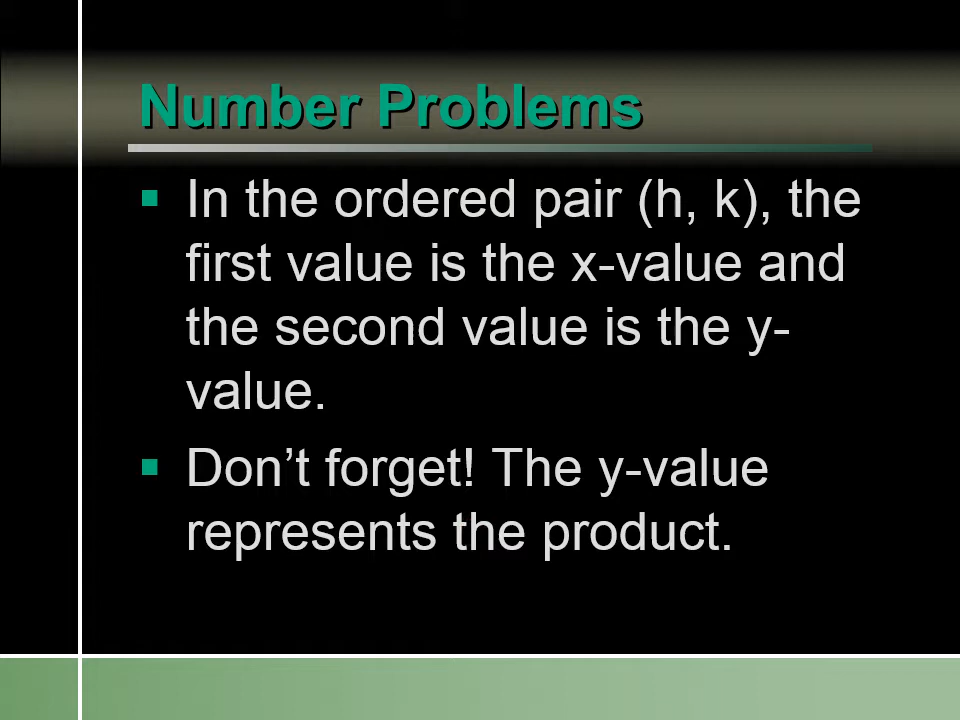 Number Problems
In the ordered pair (h, k), the
first value is the x-value and
the second value is the y-
value.
Don’t forget! The y-value
represents the product.